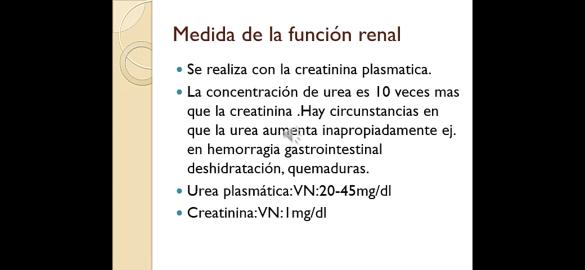 Medida de la función renal
Se realiza con la creatinina plasmatica.
La concentración de urea es 10 veces mas
que la creatinina .Hay circunstancias en
que la urea aumenta inapropiadamente ej.
en hemorragia gastrointestinal
deshidratación, quemaduras.
Urea plasmática:VN:20-45mg/dl
Creatinina:VN:1mg/dl